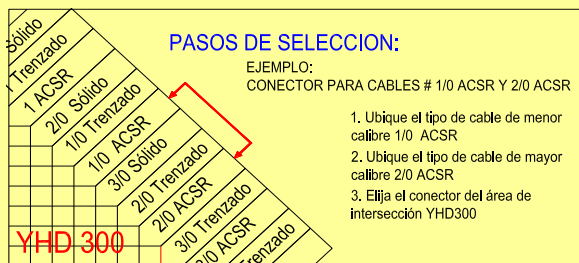 PASOS DE SELECCION:
EJEMPLO:
CONECTOR PARA CABLES # 1/0 ACSR Y 2/0 ACSR
1. Ubique el tipo de cable de menor
calibre 1/0 ACSR
2. Ubique el tipo de cable de mayor
calibre 2/0 ACSR
3. Elija el conector del área de
intersección YHD300
Sólido
Trenzado
1 ACSR
2/0 Sólido
1/0 Trenzado
1/0 ACSR
3/0 Sólido
2/0 Trenzado
2/0 ACSR
3/0 Trenzado
/0 ACSR
Trenzado
YHD 300